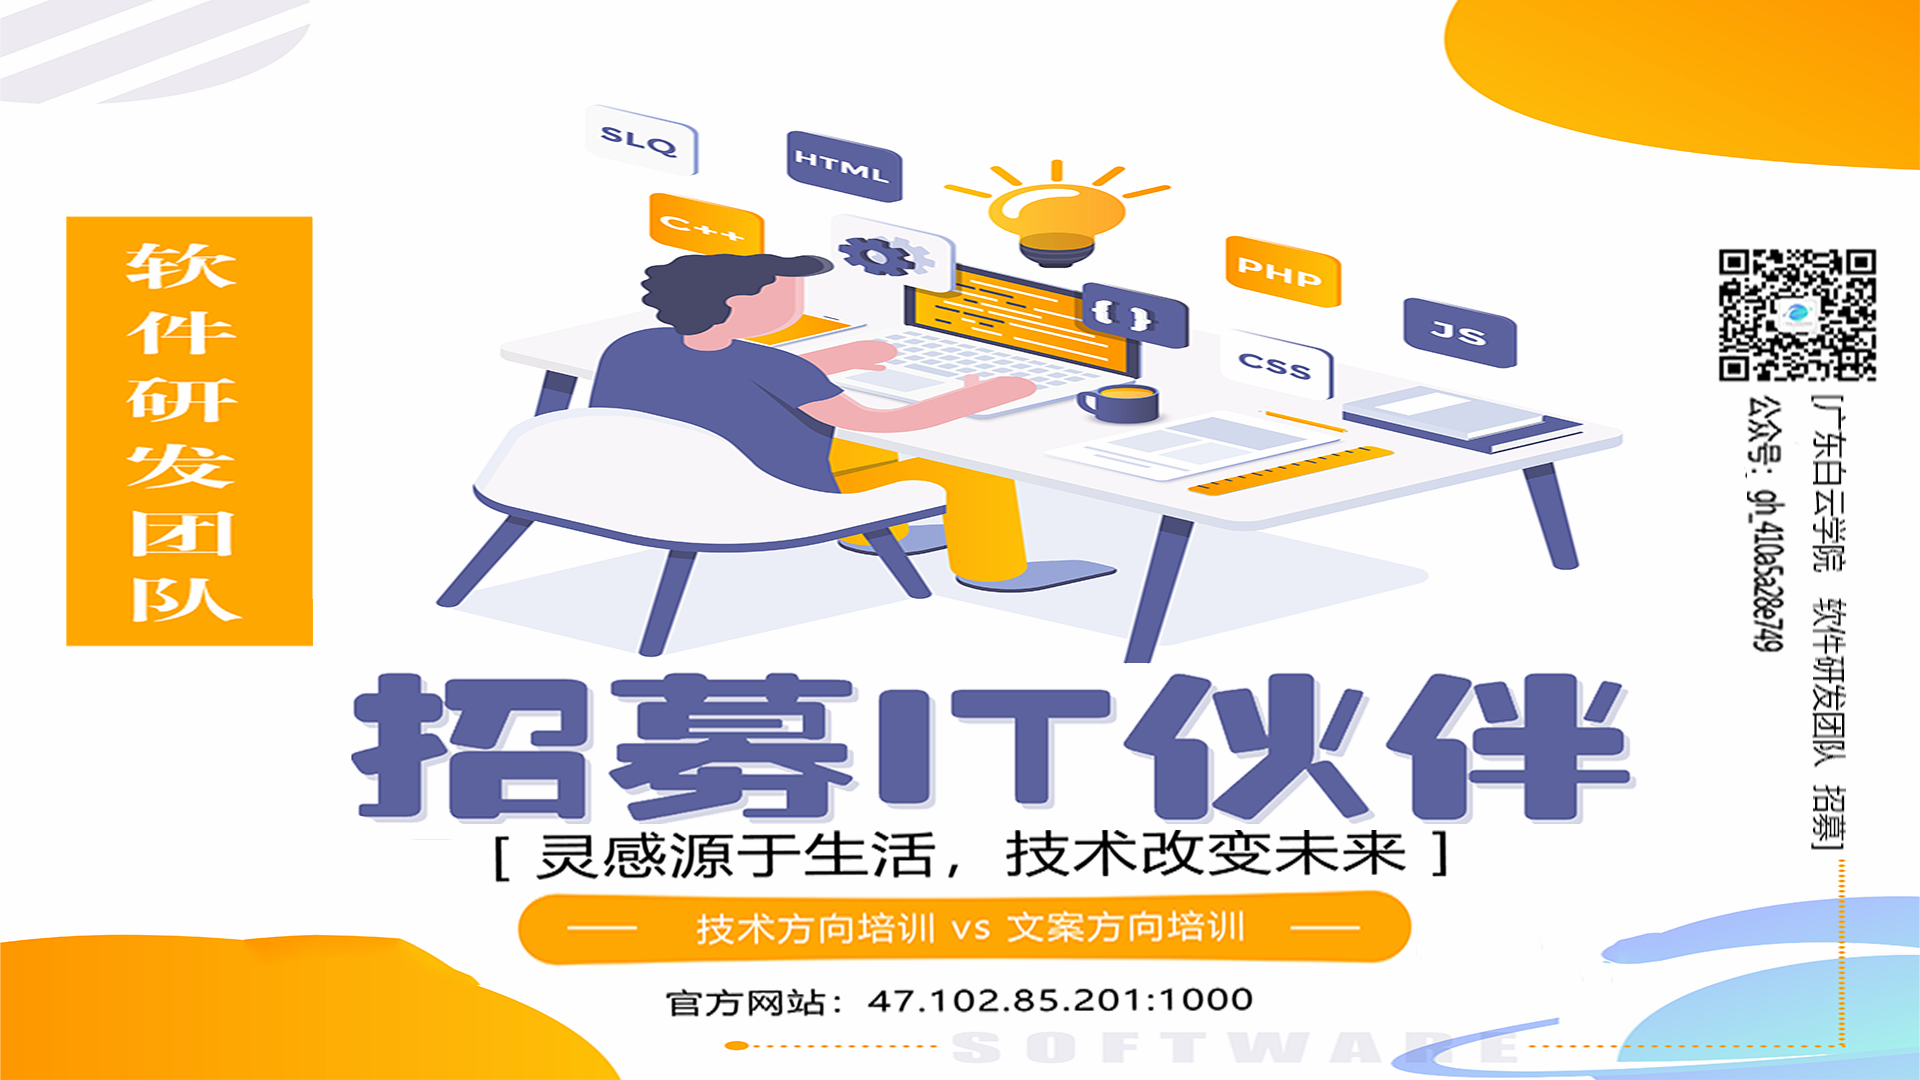 SLQ
HTML
C++
{ }
PHP
JS
CSS
软件研发团队
招募IT伙伴
[ 灵感源于生活，技术改变未来 ]
技术方向培训 vs 文案方向培训
官方网站：47.102.85.201:1000
SOFTWARE
[广东白云学院 软件研发团队 招募]
公众号：gh_410a5a28e749